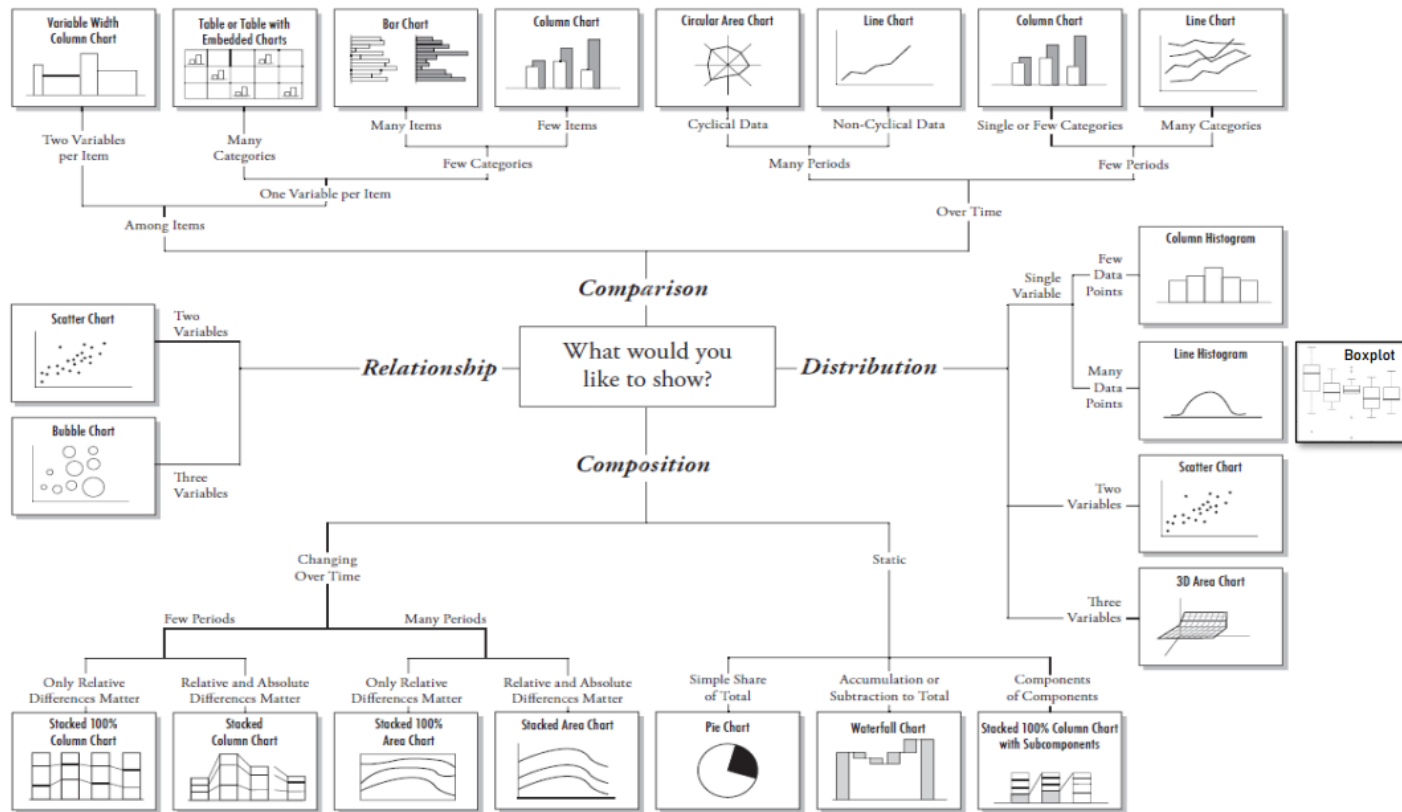 Variable Width
Column Chart
Table or Table with
Embedded Charts
Bar Chart
Column Chart
Circular Area Chart
Line Chart
Column Chart
Line Chart
Two Variables
per Item
Many
Categories
Many Items
Few Items
Cyclical Data
Non-Cyclical Data
Single or Few Categories
Many Categories
Few Categories
Many Periods
Few Periods
One Variable per Item
Among Items
Over Time
Comparison
What would you
like to show?
Relationship
Two
Variables
Scatter Chart
Three
Variables
Bubble Chart
Distribution
Single
Variable
Few
Data
Points
Column Histogram
Many
Data
Points
Line Histogram
Boxplot
Two
Variables
Scatter Chart
Three
Variables
3D Area Chart
Composition
Changing
Over Time
Static
Few Periods
Many Periods
Only Relative
Differences Matter
Relative and Absolute
Differences Matter
Only Relative
Differences Matter
Relative and Absolute
Differences Matter
Simple Share
of Total
Accumulation or
Subtraction to Total
Components
of Components
Stacked 100%
Column Chart
Stacked
Column Chart
Stacked 100%
Area Chart
Stacked Area Chart
Pie Chart
Waterfall Chart
Stacked 100% Column Chart
with Subcomponents